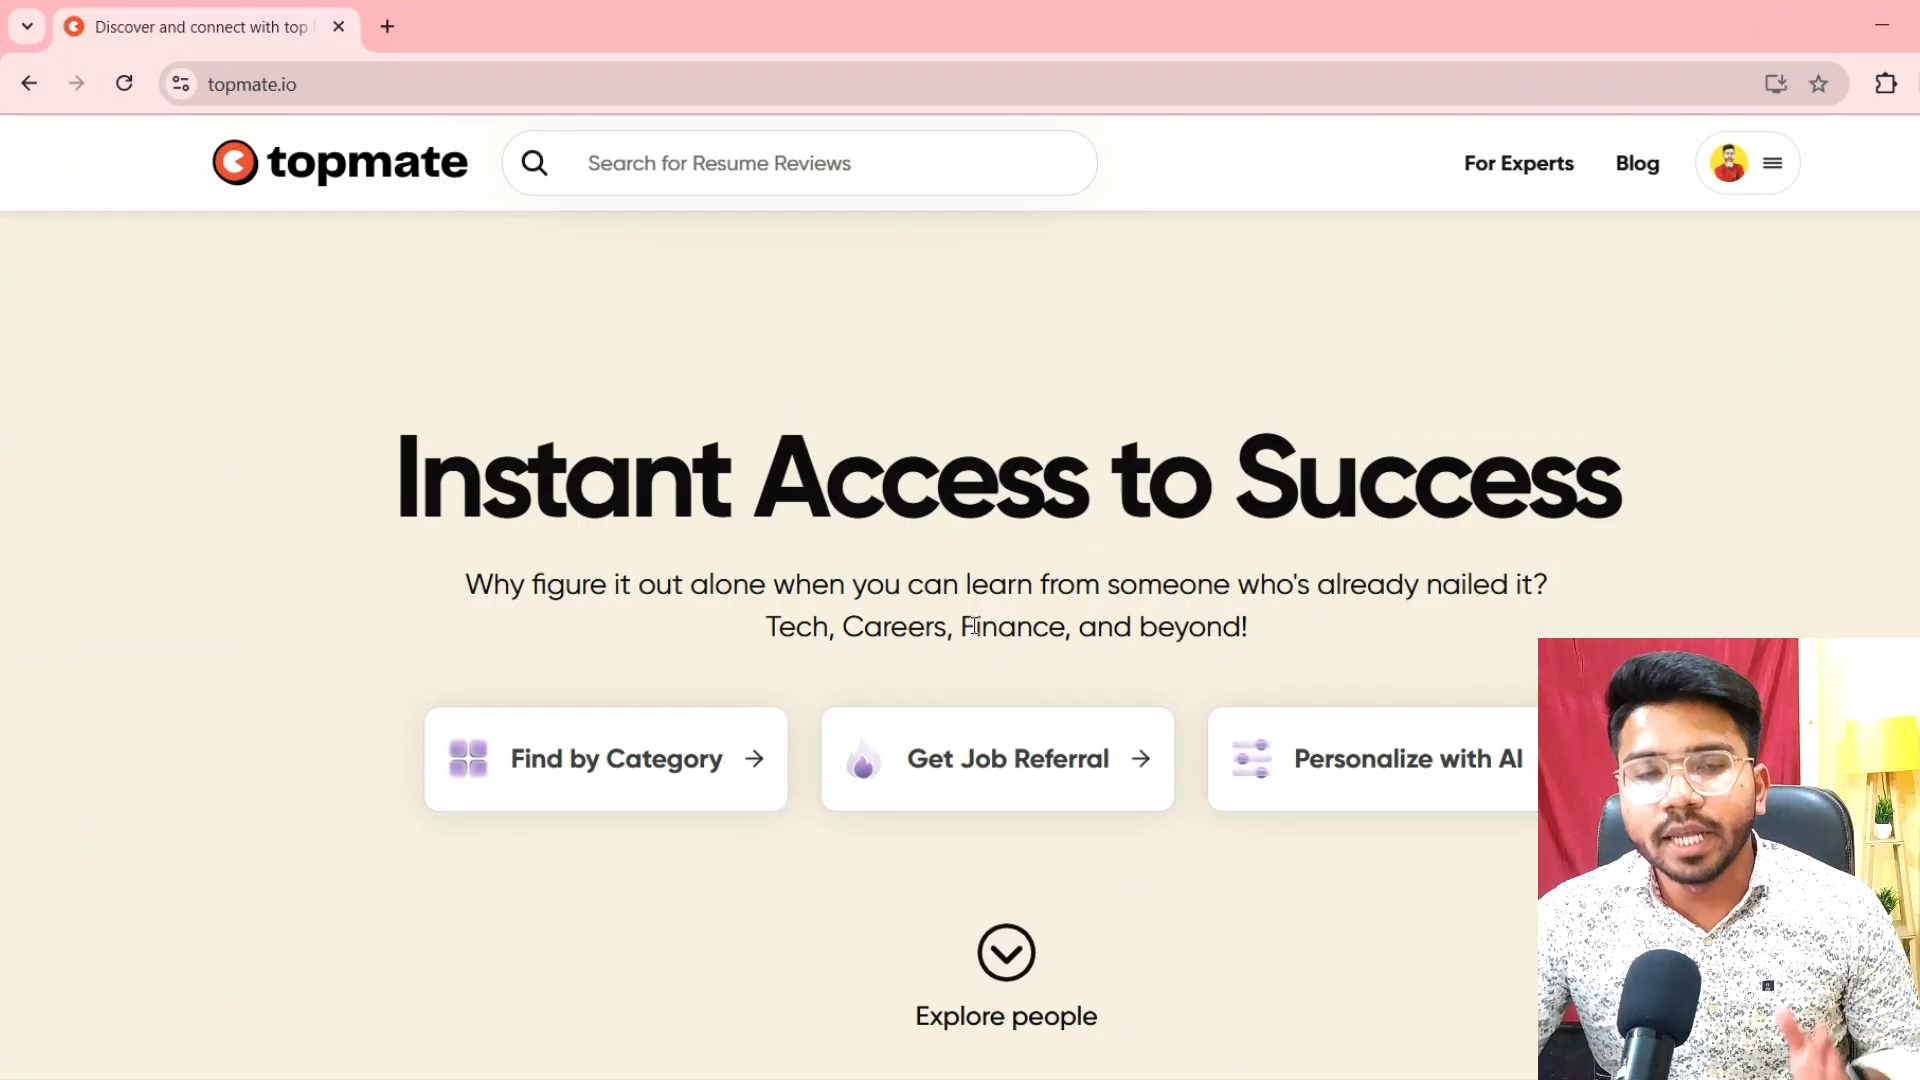 Discover and connect with top
topmate.io
topmate
Search for Resume Reviews
For Experts
Blog
Instant Access to Success
Why figure it out alone when you can learn from someone who's already nailed it?
Tech, Careers, Finance, and beyond!
Find by Category
Get Job Referral
Personalize with AI
Explore people